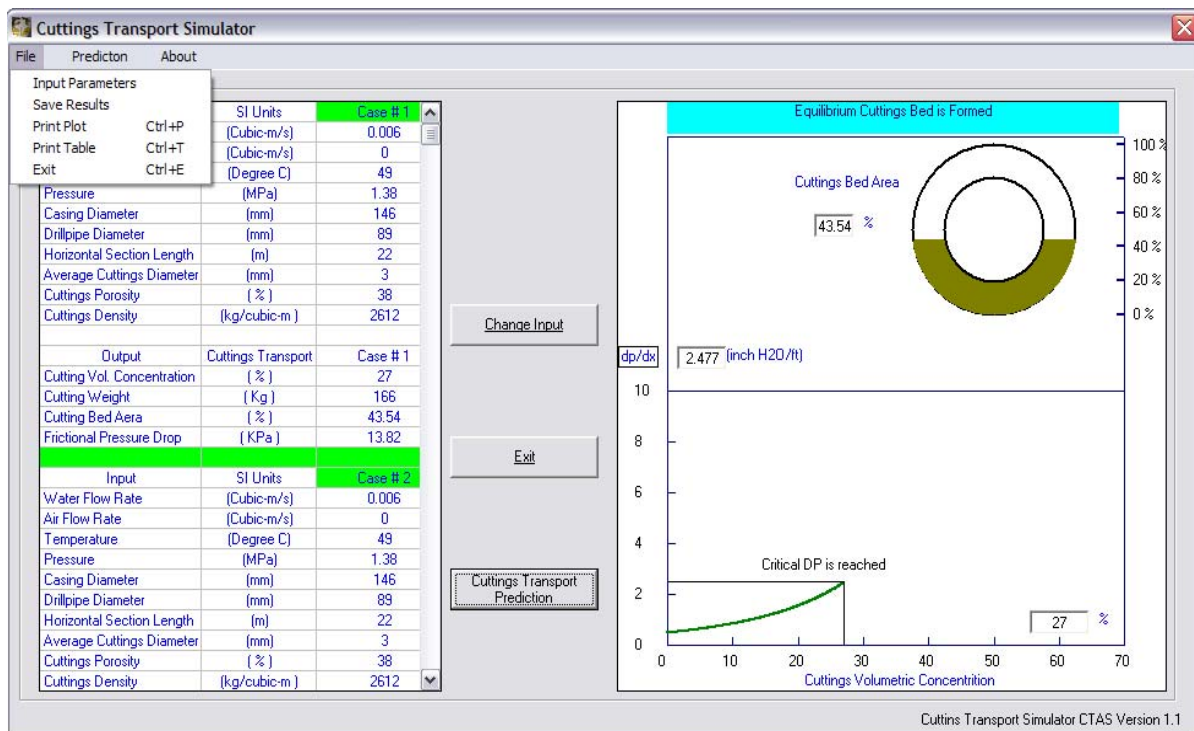 Cuttings Transport Simulator
File Predicton About
Input Parameters
Save Results
Print Plot Ctrl+P
Print Table Ctrl+T
Exit Ctrl+E
SI Units Case # 1
(Cubic-m/s) 0.006
(Cubic-m/s) 0
(Degree C) 49
Pressure (MPa) 1.38
Casing Diameter (mm) 146
Drillpipe Diameter (mm) 89
Horizontal Section Length (m) 22
Average Cuttings Diameter (mm) 3
Cuttings Porosity ( % ) 38
Cuttings Density (kg/cubic-m ) 2612
Output Cuttings Transport Case # 1
Cutting Vol. Concentration ( % ) 27
Cutting Weight ( Kg ) 166
Cutting Bed Aera ( % ) 43.54
Frictional Pressure Drop ( KPa ) 13.82
Input SI Units Case # 2
Water Flow Rate (Cubic-m/s) 0.006
Air Flow Rate (Cubic-m/s) 0
Temperature (Degree C) 49
Pressure (MPa) 1.38
Casing Diameter (mm) 146
Drillpipe Diameter (mm) 89
Horizontal Section Length (m) 22
Average Cuttings Diameter (mm) 3
Cuttings Porosity ( % ) 38
Cuttings Density (kg/cubic-m ) 2612
Change Input
Exit
Cuttings Transport
Prediction
Equilibrium Cuttings Bed is Formed
Cuttings Bed Area
43.54 %
100 %
80 %
60 %
40 %
20 %
0 %
dp/dx 2.477 (inch H2O/ft)
10
8
6
4
2
0
Critical DP is reached
27 %
0 10 20 30 40 50 60 70
Cuttings Volumetric Concentrition
Cuttins Transport Simulator CTAS Version 1.1